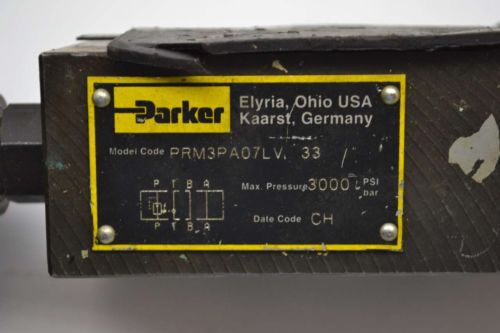 Parker
Elyria, Ohio USA
Kaarst, Germany
Model Code PRM3PA07LV. 33
Max. Pressure 3000 PSI
bar
P T B A
P T B A
Date Code CH